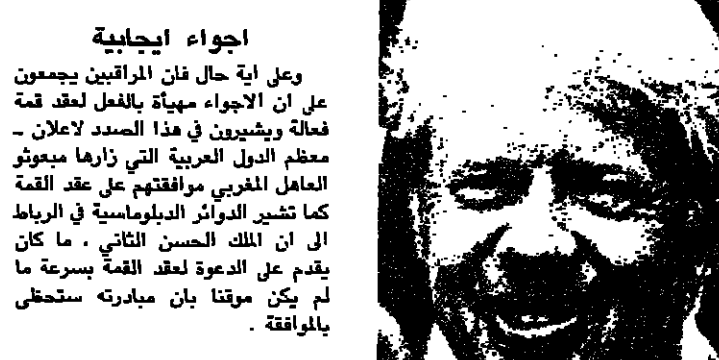 اجواء ايجابية
وعلى اية حال فان المراقبين يجمعون
على ان الاجواء مهيأة بالفعل لعقد قمة
فعالة ويشيرون في هذا الصدد لاعلان ـ
معظم الدول العربية التي زارها مبعوثو
العاهل المغربي موافقتهم على عقد القمة
كما تشير الدوائر الدبلوماسية في الرباط
الى ان الملك الحسن الثاني ، ما كان
يقدم على الدعوة لعقد القمة بسرعة ما
لم يكن موقنا بان مبادرته ستحظى
بالموافقة .